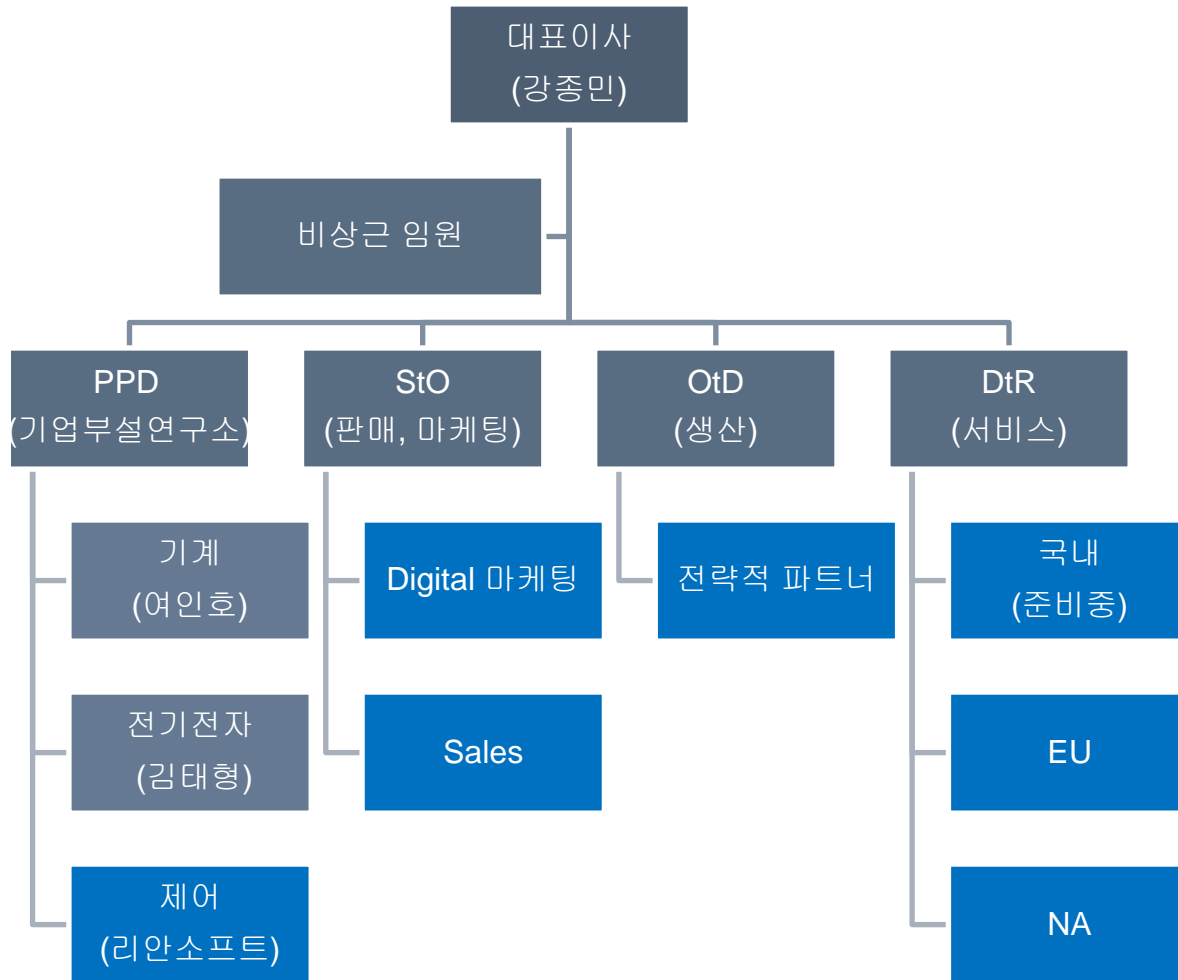 대표이사
(강종민)
비상근 임원
PPD
(기업부설연구소)
StO
(판매, 마케팅)
OtD
(생산)
DtR
(서비스)
기계
(여인호)
Digital 마케팅
전략적 파트너
국내
(준비중)
전기전자
(김태형)
Sales
EU
제어
(리안소프트)
NA